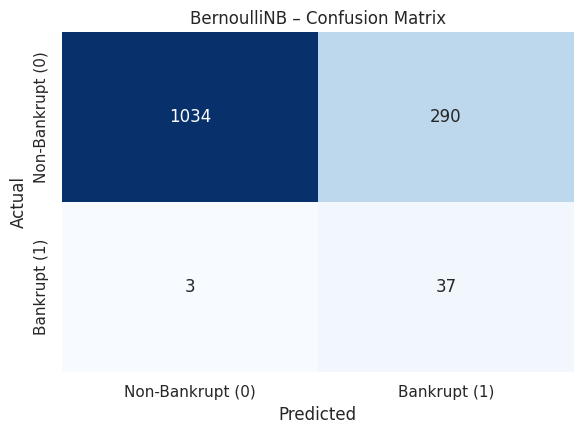 BernoulliNB – Confusion Matrix
Actual
Non-Bankrupt (0)
1034
290
Bankrupt (1)
3
37
Non-Bankrupt (0)
Bankrupt (1)
Predicted